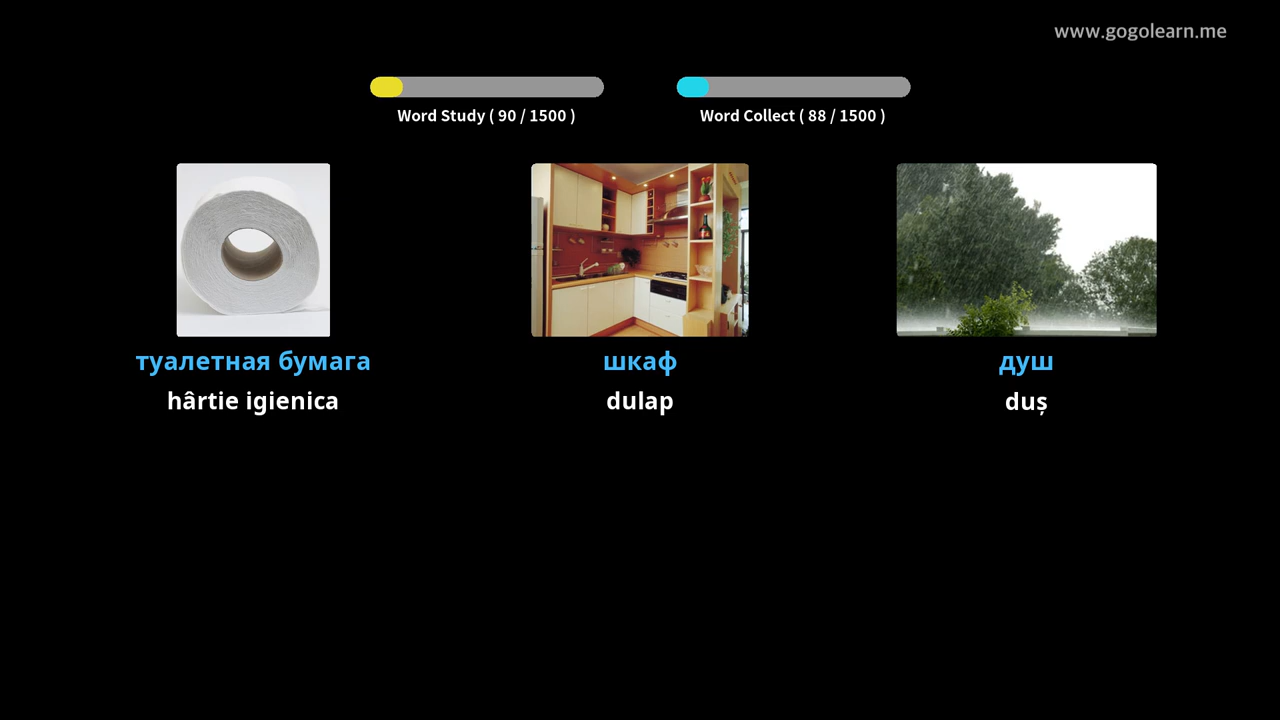 www.gogolearn.me
Word Study ( 90 / 1500 )
Word Collect ( 88 / 1500 )
туалетная бумага
hârtie igienica
шкаф
dulap
душ
duș